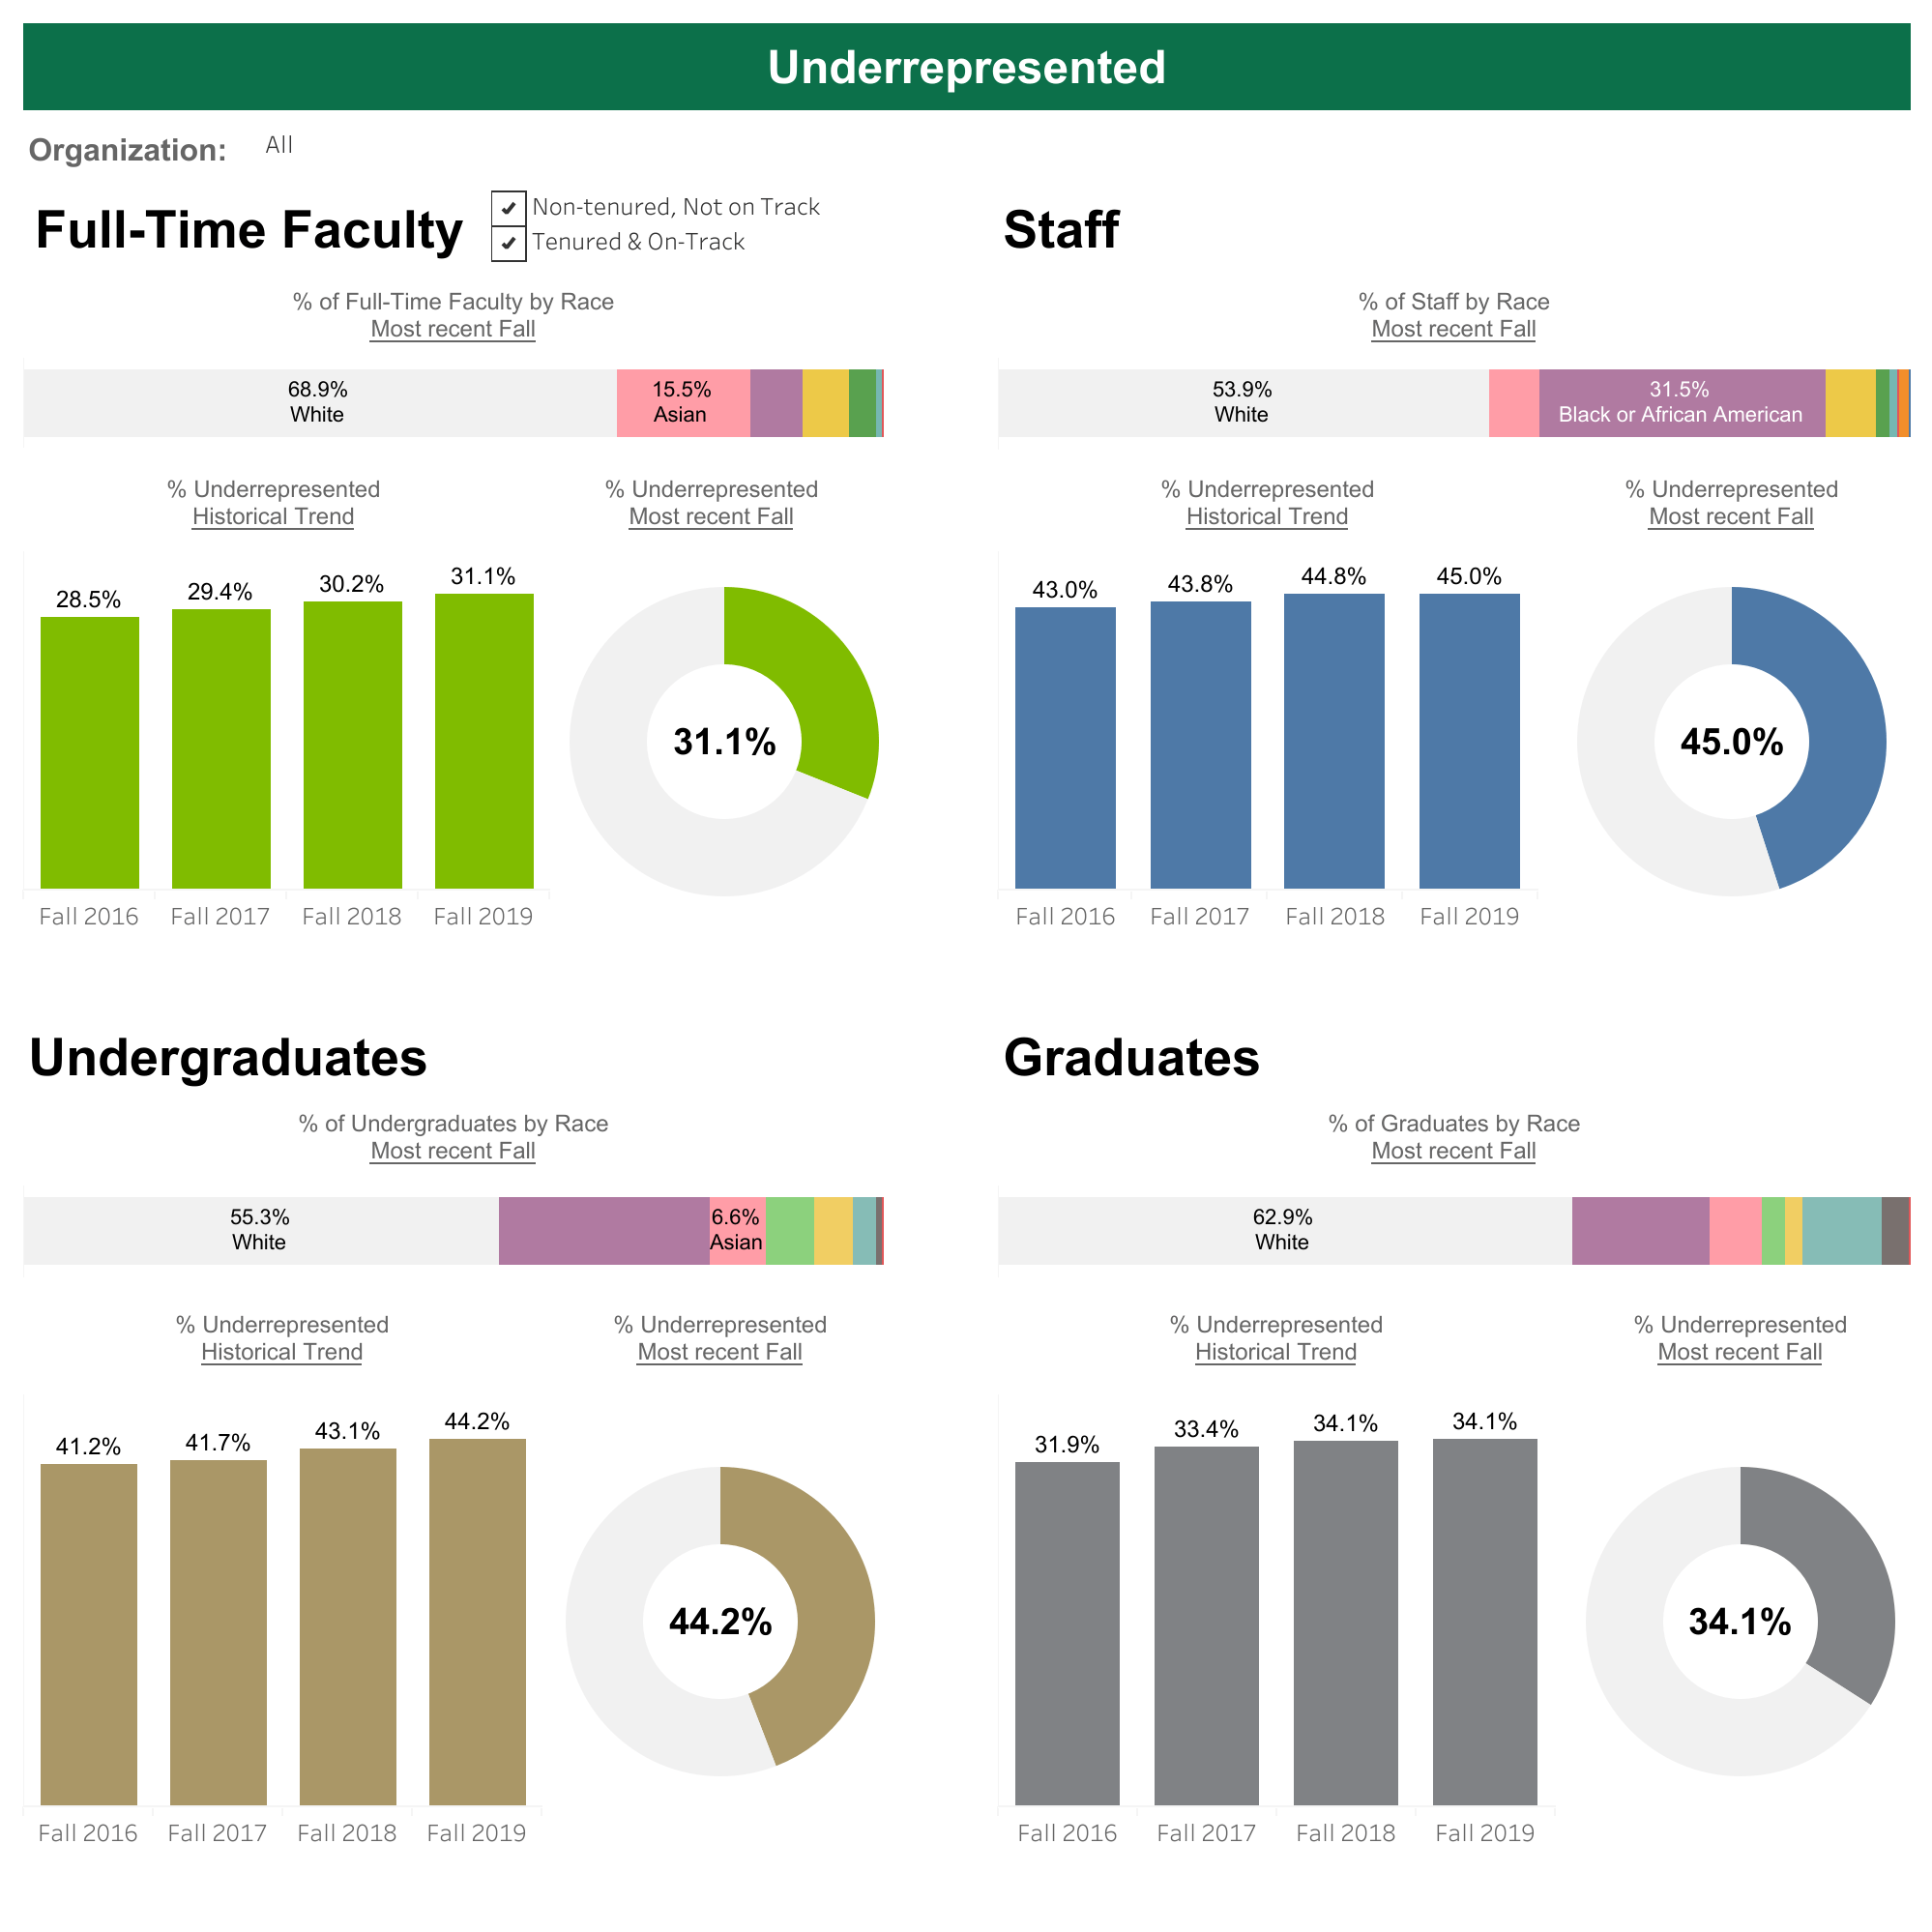 Underrepresented
Organization: All
Full-Time Faculty
Non-tenured, Not on Track
Tenured & On-Track
% of Full-Time Faculty by Race
Most recent Fall
68.9%
White
15.5%
Asian
% Underrepresented
Historical Trend
28.5%
29.4%
30.2%
31.1%
Fall 2016
Fall 2017
Fall 2018
Fall 2019
% Underrepresented
Most recent Fall
31.1%
Staff
% of Staff by Race
Most recent Fall
53.9%
White
31.5%
Black or African American
% Underrepresented
Historical Trend
43.0%
43.8%
44.8%
45.0%
Fall 2016
Fall 2017
Fall 2018
Fall 2019
% Underrepresented
Most recent Fall
45.0%
Undergraduates
% of Undergraduates by Race
Most recent Fall
55.3%
White
6.6%
Asian
% Underrepresented
Historical Trend
41.2%
41.7%
43.1%
44.2%
Fall 2016
Fall 2017
Fall 2018
Fall 2019
% Underrepresented
Most recent Fall
44.2%
Graduates
% of Graduates by Race
Most recent Fall
62.9%
White
% Underrepresented
Historical Trend
31.9%
33.4%
34.1%
34.1%
Fall 2016
Fall 2017
Fall 2018
Fall 2019
% Underrepresented
Most recent Fall
34.1%